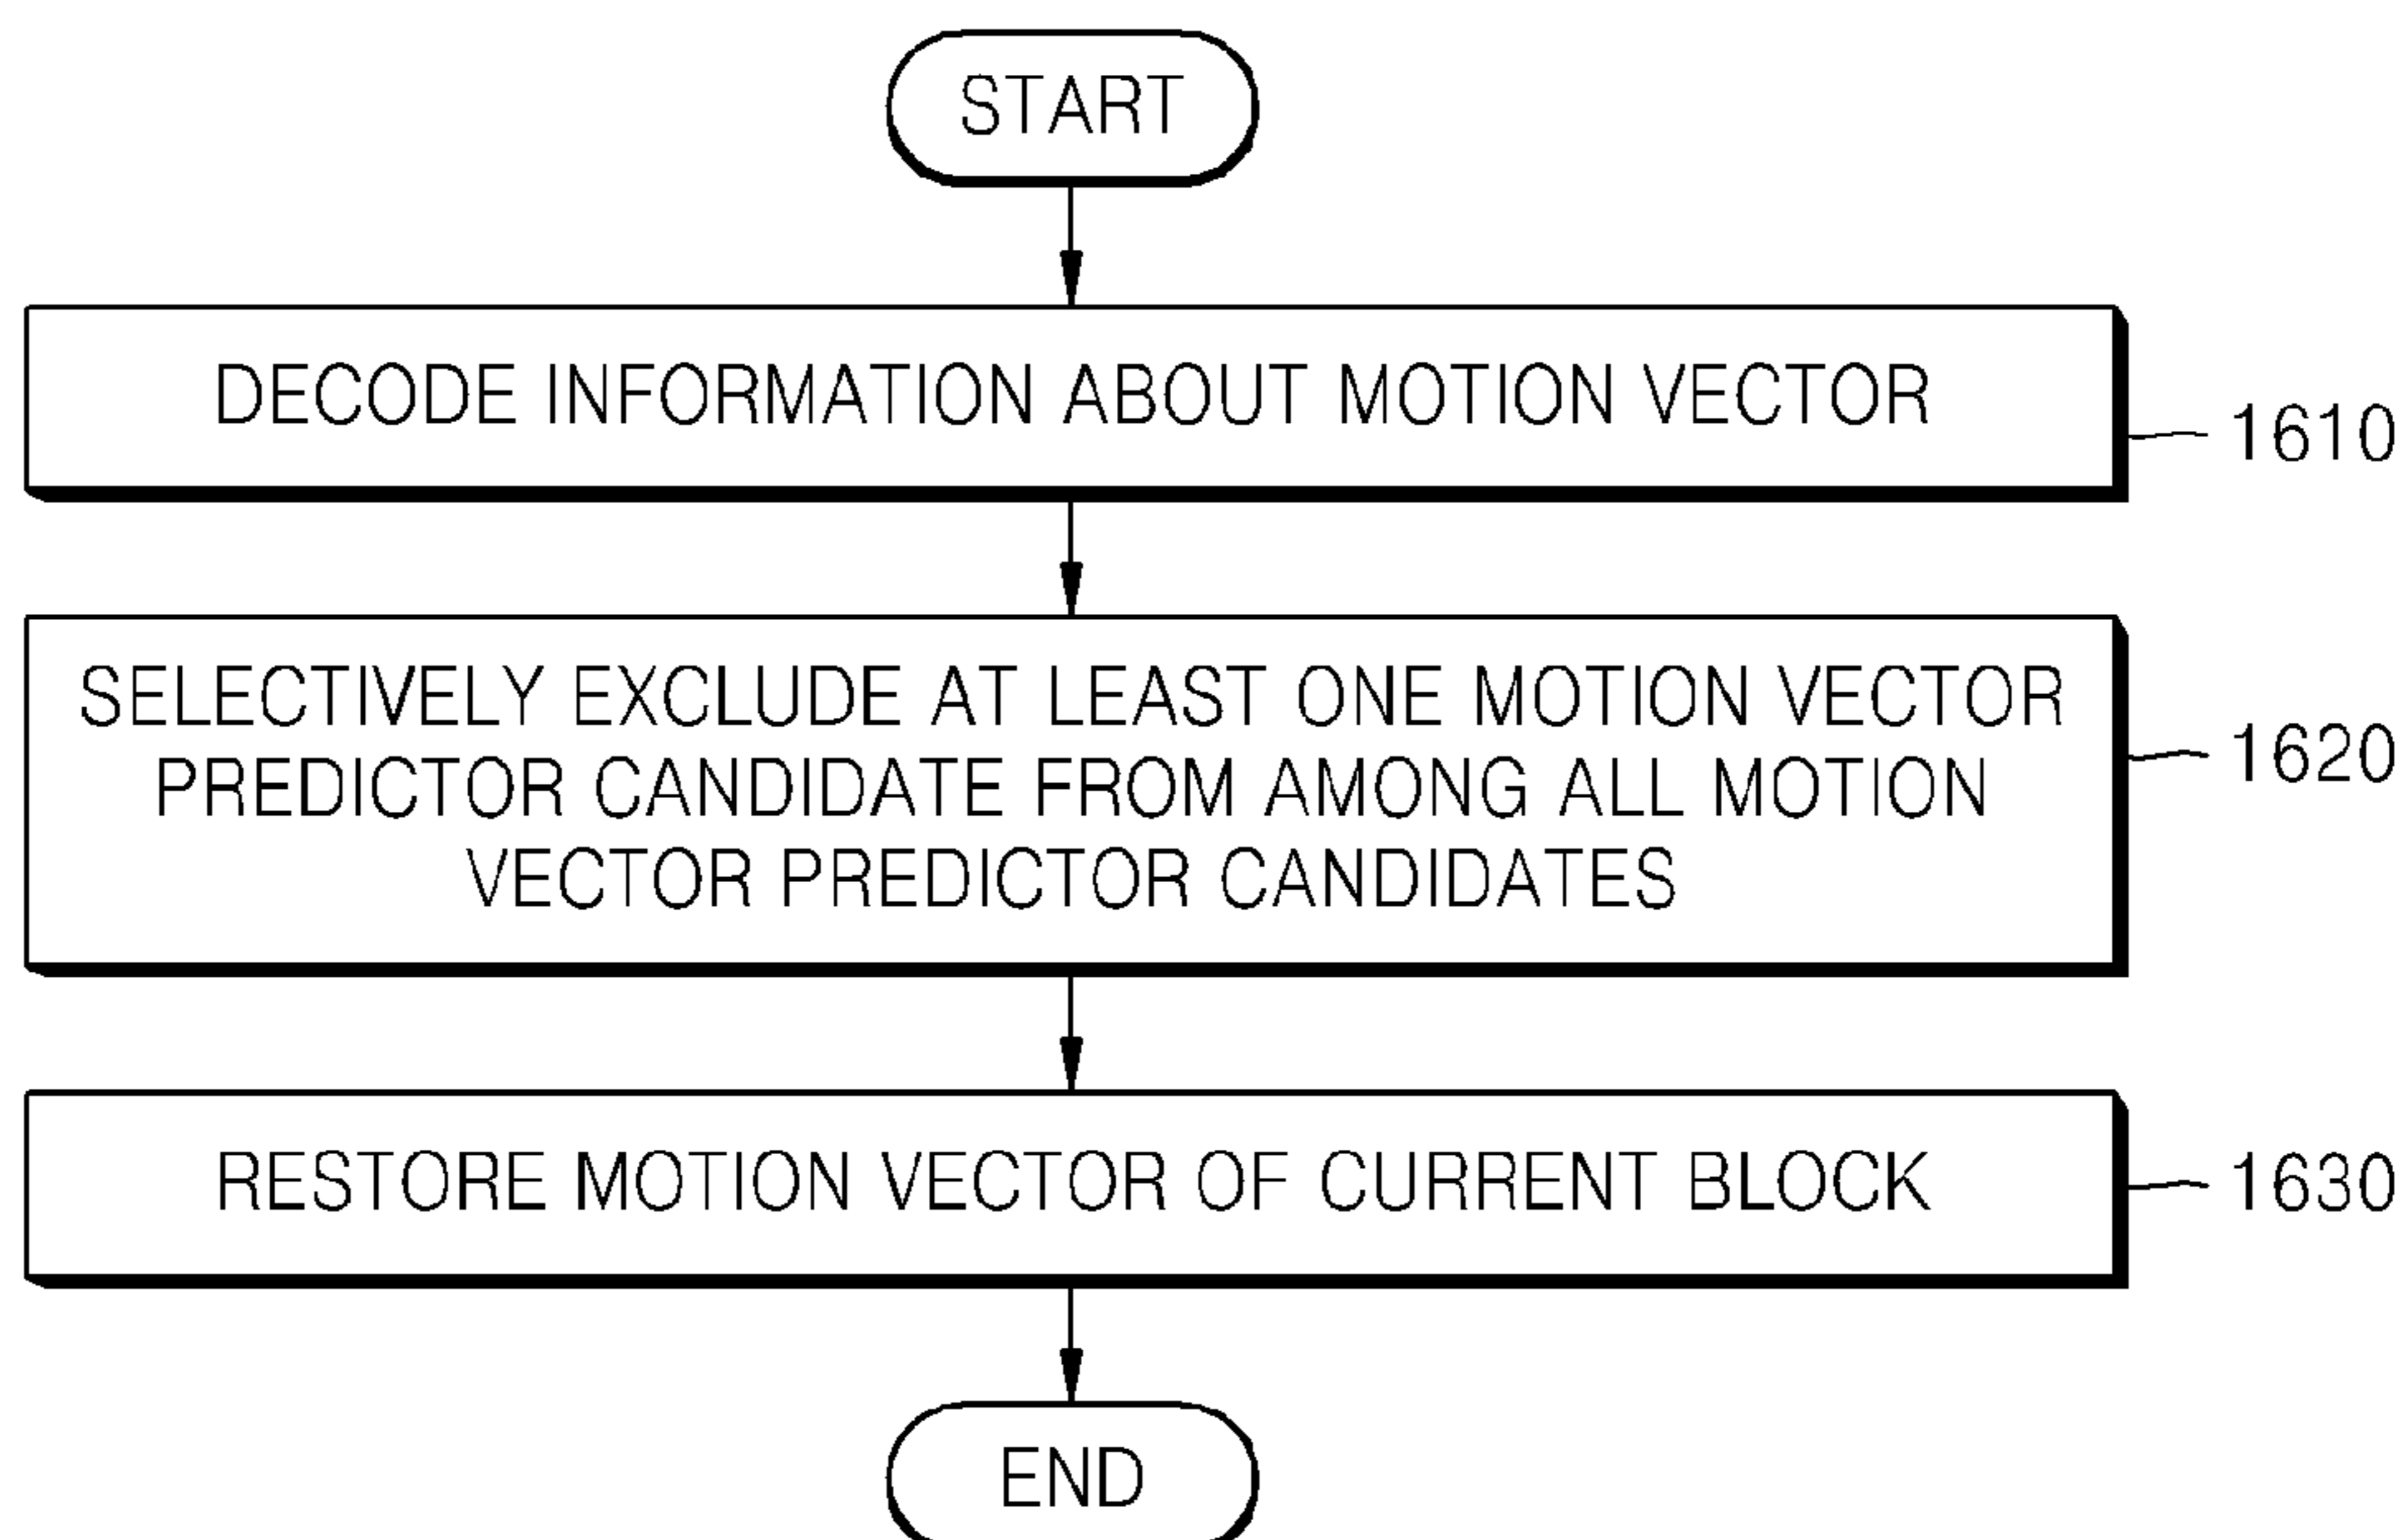 START
DECODE INFORMATION ABOUT MOTION VECTOR
1610
SELECTIVELY EXCLUDE AT LEAST ONE MOTION VECTOR
PREDICTOR CANDIDATE FROM AMONG ALL MOTION
VECTOR PREDICTOR CANDIDATES
1620
RESTORE MOTION VECTOR OF CURRENT BLOCK
1630
END